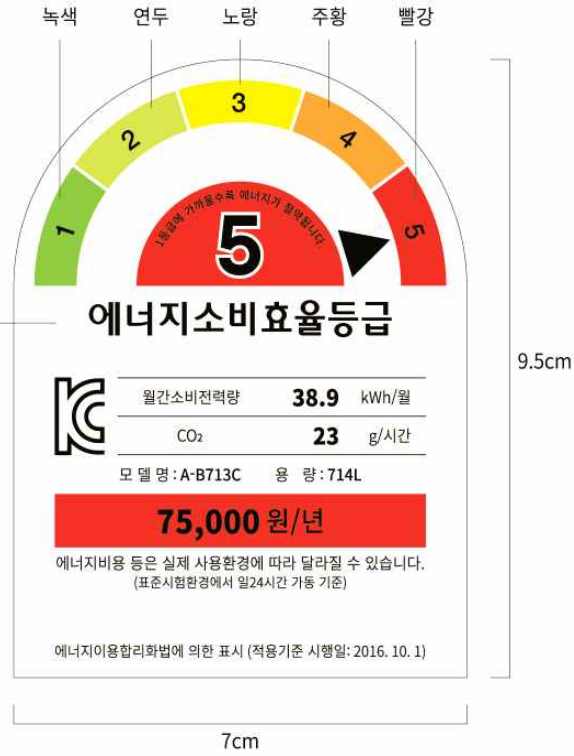 녹색 연두 노랑 주황 빨강
1 2 3 4 5
1등급에 가까울수록 에너지가 절약됩니다.
5
에너지소비효율등급
월간소비전력량 38.9 kWh/월
CO₂ 23 g/시간
모 델 명 : A-B713C 용 량 : 714L
75,000 원/년
에너지비용 등은 실제 사용환경에 따라 달라질 수 있습니다.
(표준시험환경에서 일24시간 가동 기준)
에너지이용합리화법에 의한 표시 (적용기준 시행일: 2016. 10. 1)
9.5cm
7cm